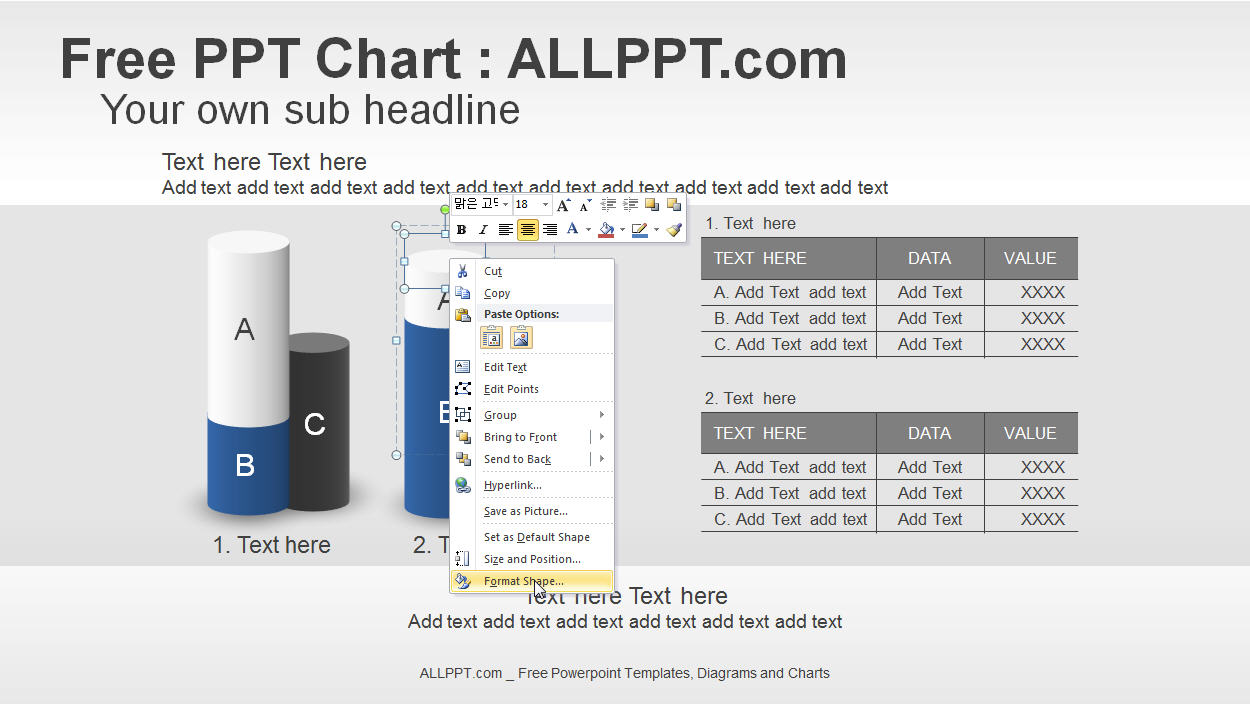 Free PPT Chart : ALLPPT.com
Your own sub headline
Text here Text here
Add text add text add text add text add text add text add text add text add text add text
맑은 고딕 18 A A
B I A
A
B
C
1. Text here
A
2. T
Cut
Copy
Paste Options:
Edit Text
Edit Points
Group
Bring to Front
Send to Back
Hyperlink...
Save as Picture...
Set as Default Shape
Size and Position...
Format Shape...
1. Text here
TEXT HERE DATA VALUE
A. Add Text add text Add Text XXXX
B. Add Text add text Add Text XXXX
C. Add Text add text Add Text XXXX
2. Text here
TEXT HERE DATA VALUE
A. Add Text add text Add Text XXXX
B. Add Text add text Add Text XXXX
C. Add Text add text Add Text XXXX
Text here Text here
Add text add text add text add text add text add text
ALLPPT.com _ Free Powerpoint Templates, Diagrams and Charts